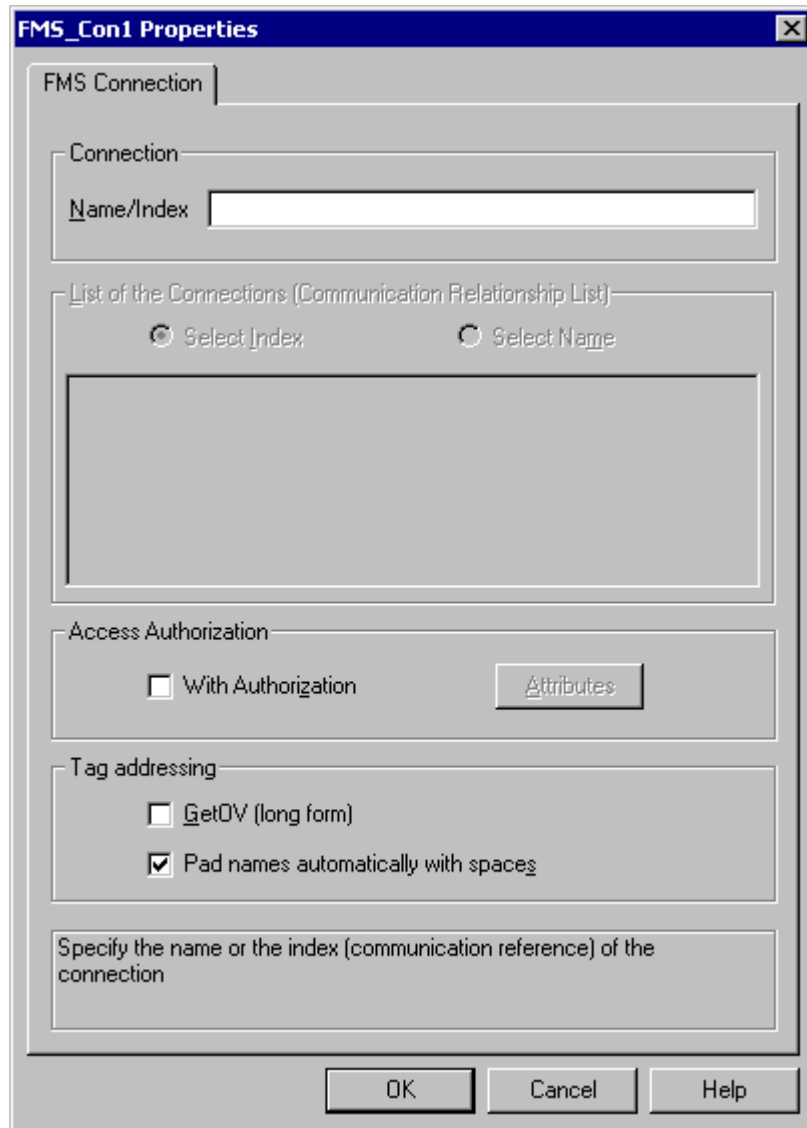 FMS_Con1 Properties
FMS Connection
Connection
Name/Index
List of the Connections (Communication Relationship List)
Select Index
Select Name
Access Authorization
With Authorization
Attributes
Tag addressing
GetOV (long form)
Pad names automatically with spaces
Specify the name or the index (communication reference) of the
connection
OK
Cancel
Help